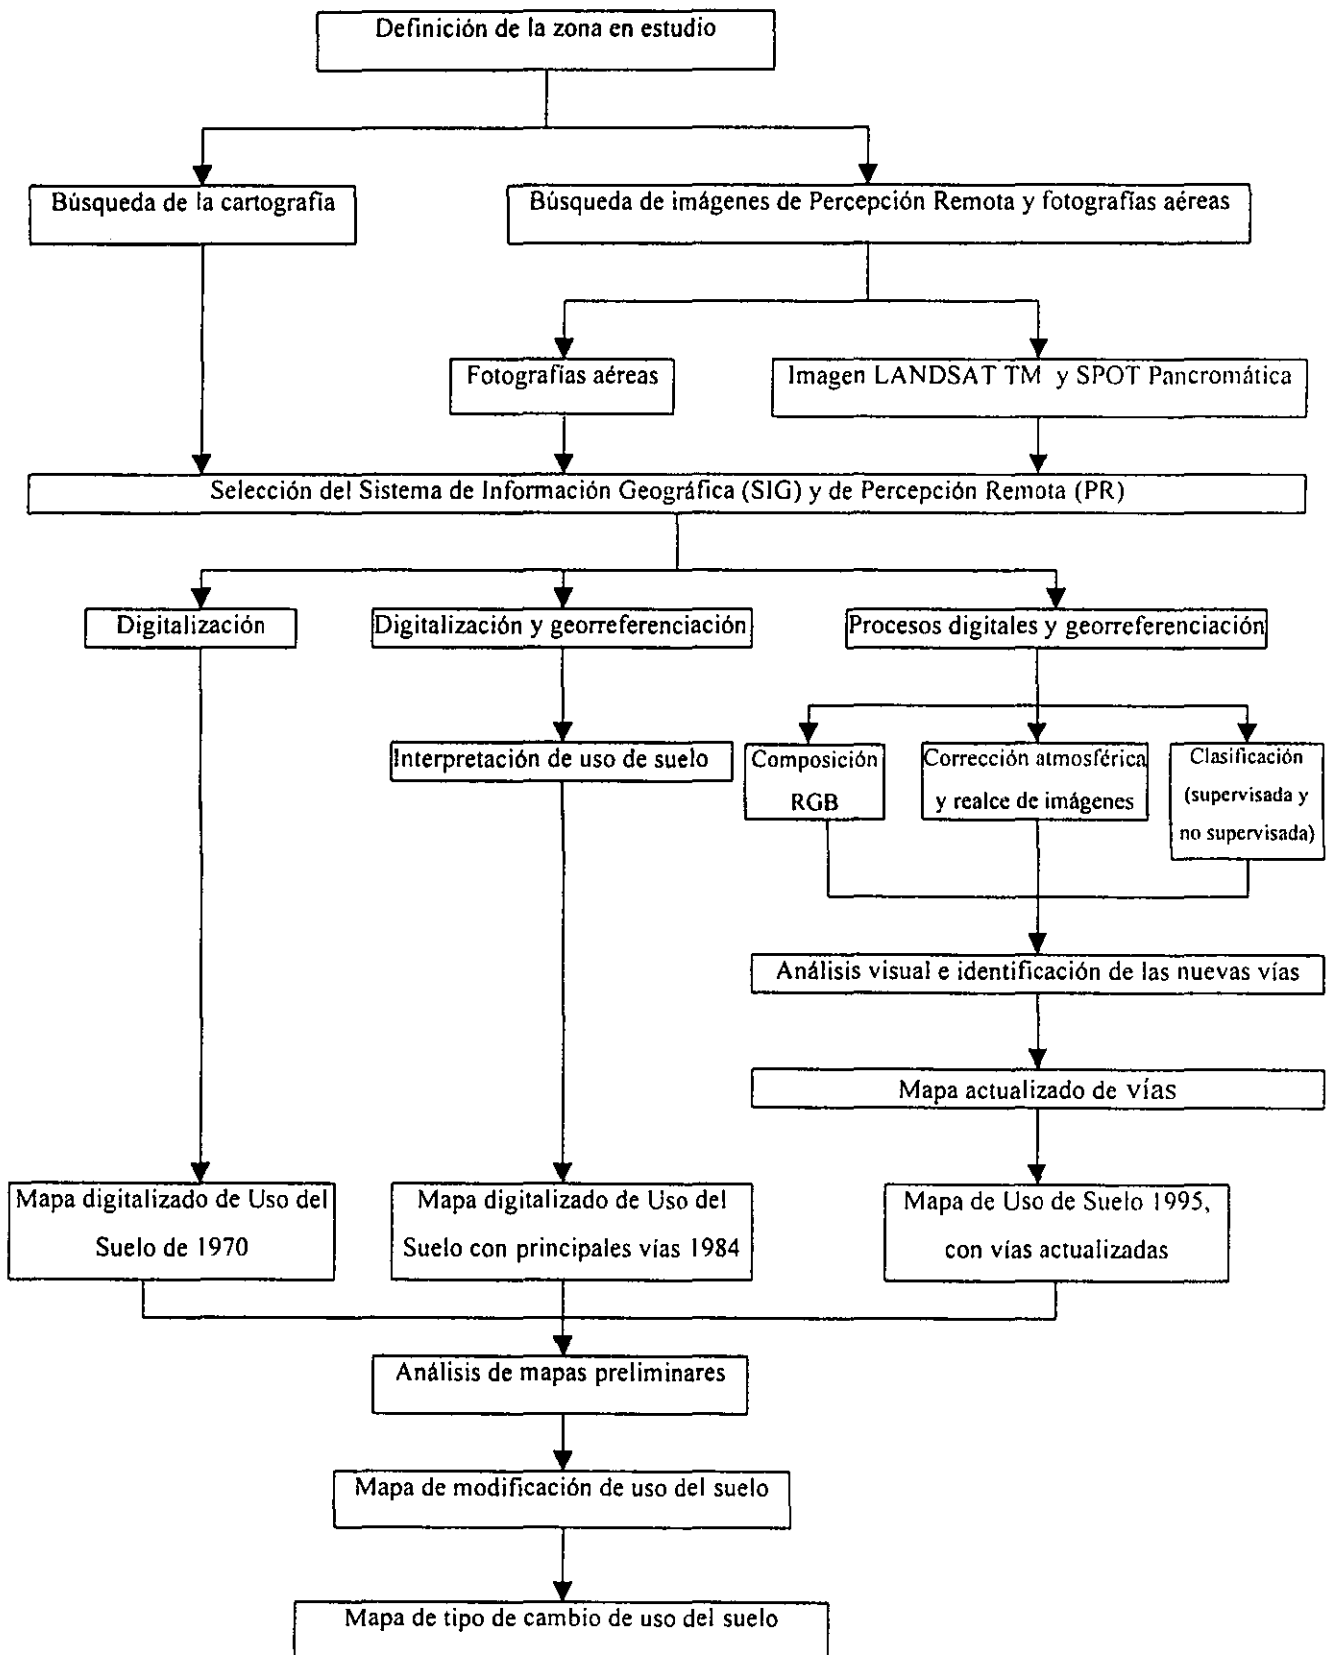 Definición de la zona en estudio
Búsqueda de la cartografía
Búsqueda de imágenes de Percepción Remota y fotografías aéreas
Fotografías aéreas
Imagen LANDSAT TM y SPOT Pancromática
Selección del Sistema de Información Geográfica (SIG) y de Percepción Remota (PR)
Digitalización
Digitalización y georreferenciación
Procesos digitales y georreferenciación
Interpretación de uso de suelo
Composición
RGB
Corrección atmosférica
y realce de imágenes
Clasificación
(supervisada y
no supervisada)
Análisis visual e identificación de las nuevas vías
Mapa actualizado de vías
Mapa digitalizado de Uso del
Suelo de 1970
Mapa digitalizado de Uso del
Suelo con principales vías 1984
Mapa de Uso de Suelo 1995,
con vías actualizadas
Análisis de mapas preliminares
Mapa de modificación de uso del suelo
Mapa de tipo de cambio de uso del suelo